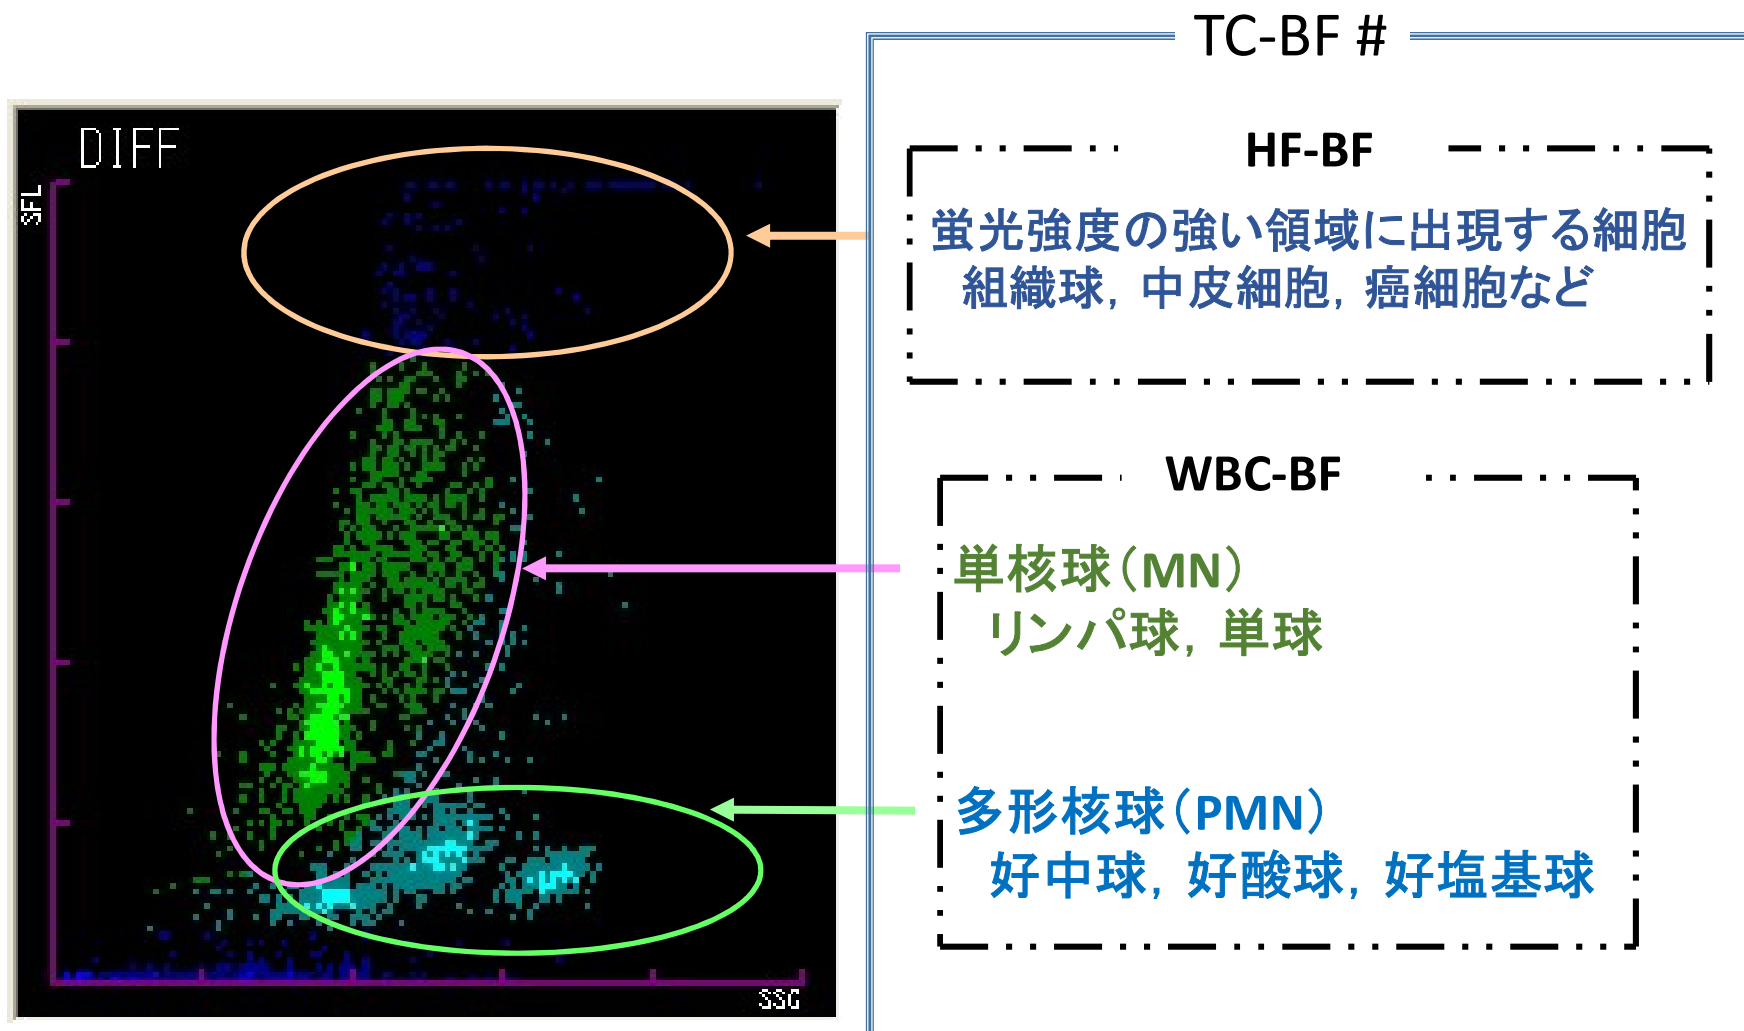 TC-BF #
DIFF
SFL
SSC
HF-BF
蛍光強度の強い領域に出現する細胞
組織球, 中皮細胞, 癌細胞など
WBC-BF
単核球（MN）
リンパ球, 単球
多形核球（PMN）
好中球, 好酸球, 好塩基球